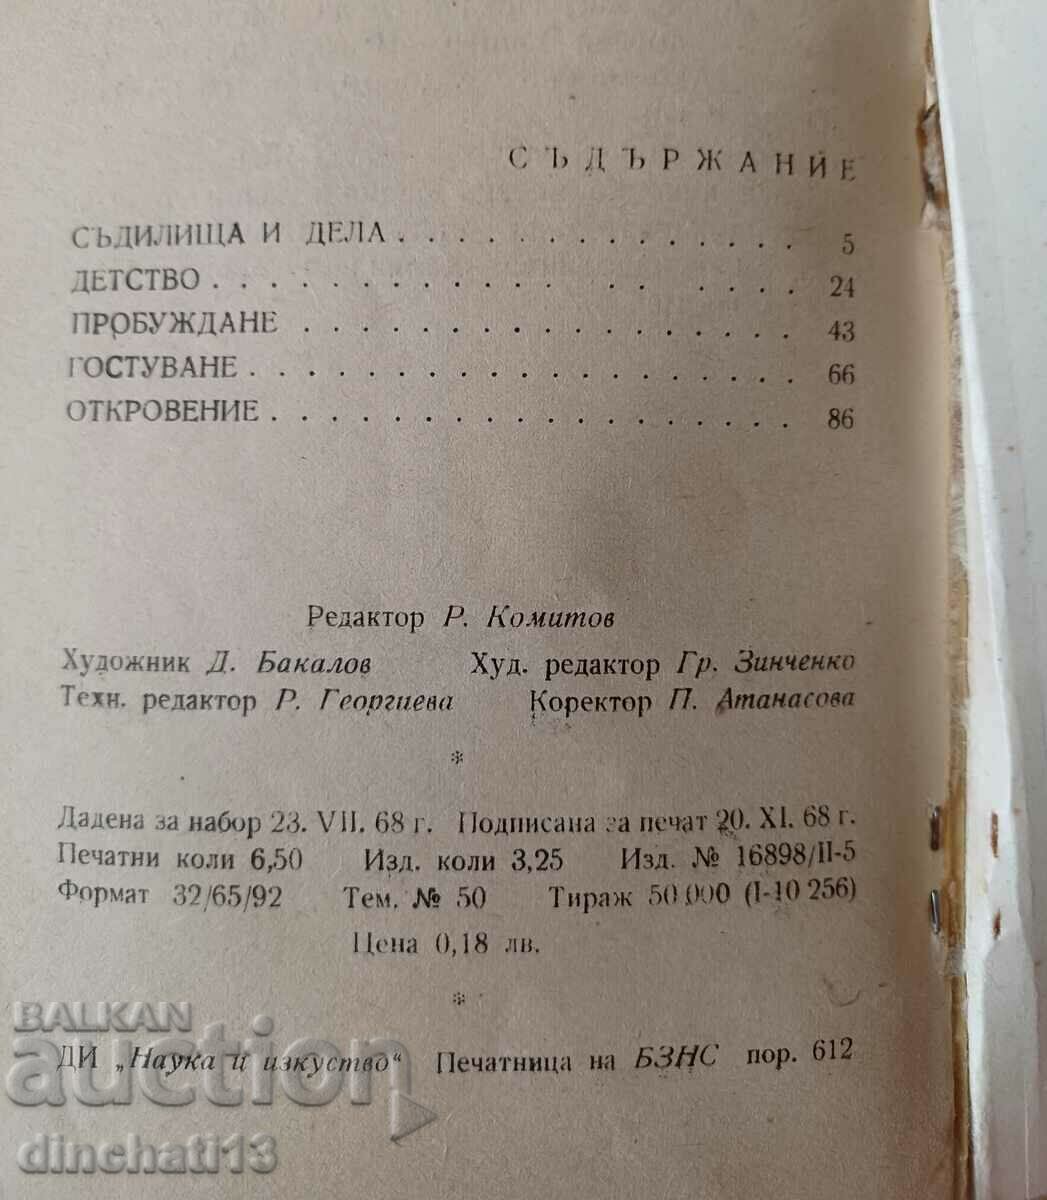 СЪДЪРЖАНИЕ
СЪДИЛИЩА И ДЕЛА . . . . . . . . . . . . . . 5
ДЕТСТВО . . . . . . . . . . . . . . . . 24
ПРОБУЖДАНЕ . . . . . . . . . . . . . . . . . 43
ГОСТУВАНЕ . . . . . . . . . . . . . . . . . . . 66
ОТКРОВЕНИЕ . . . . . . . . . . . . . . . . . . 86
Редактор Р. Комитов
Художник Д. Бакалов Худ. редактор Гр. Зинченко
Техн. редактор Р. Георгиева Коректор П. Атанасова
*
Дадена за набор 23. VII. 68 г. Подписана за печат 20. XI. 68 г.
Печатни коли 6,50 Изд. коли 3,25 Изд. № 16898/II-5
Формат 32/65/92 Тем. № 50 Тираж 50 000 (I-10 256)
Цена 0,18 лв.
*
ДИ „Наука и изкуство“ Печатница на БЗНС пор. 612
BALKAN
auction
dinchati13